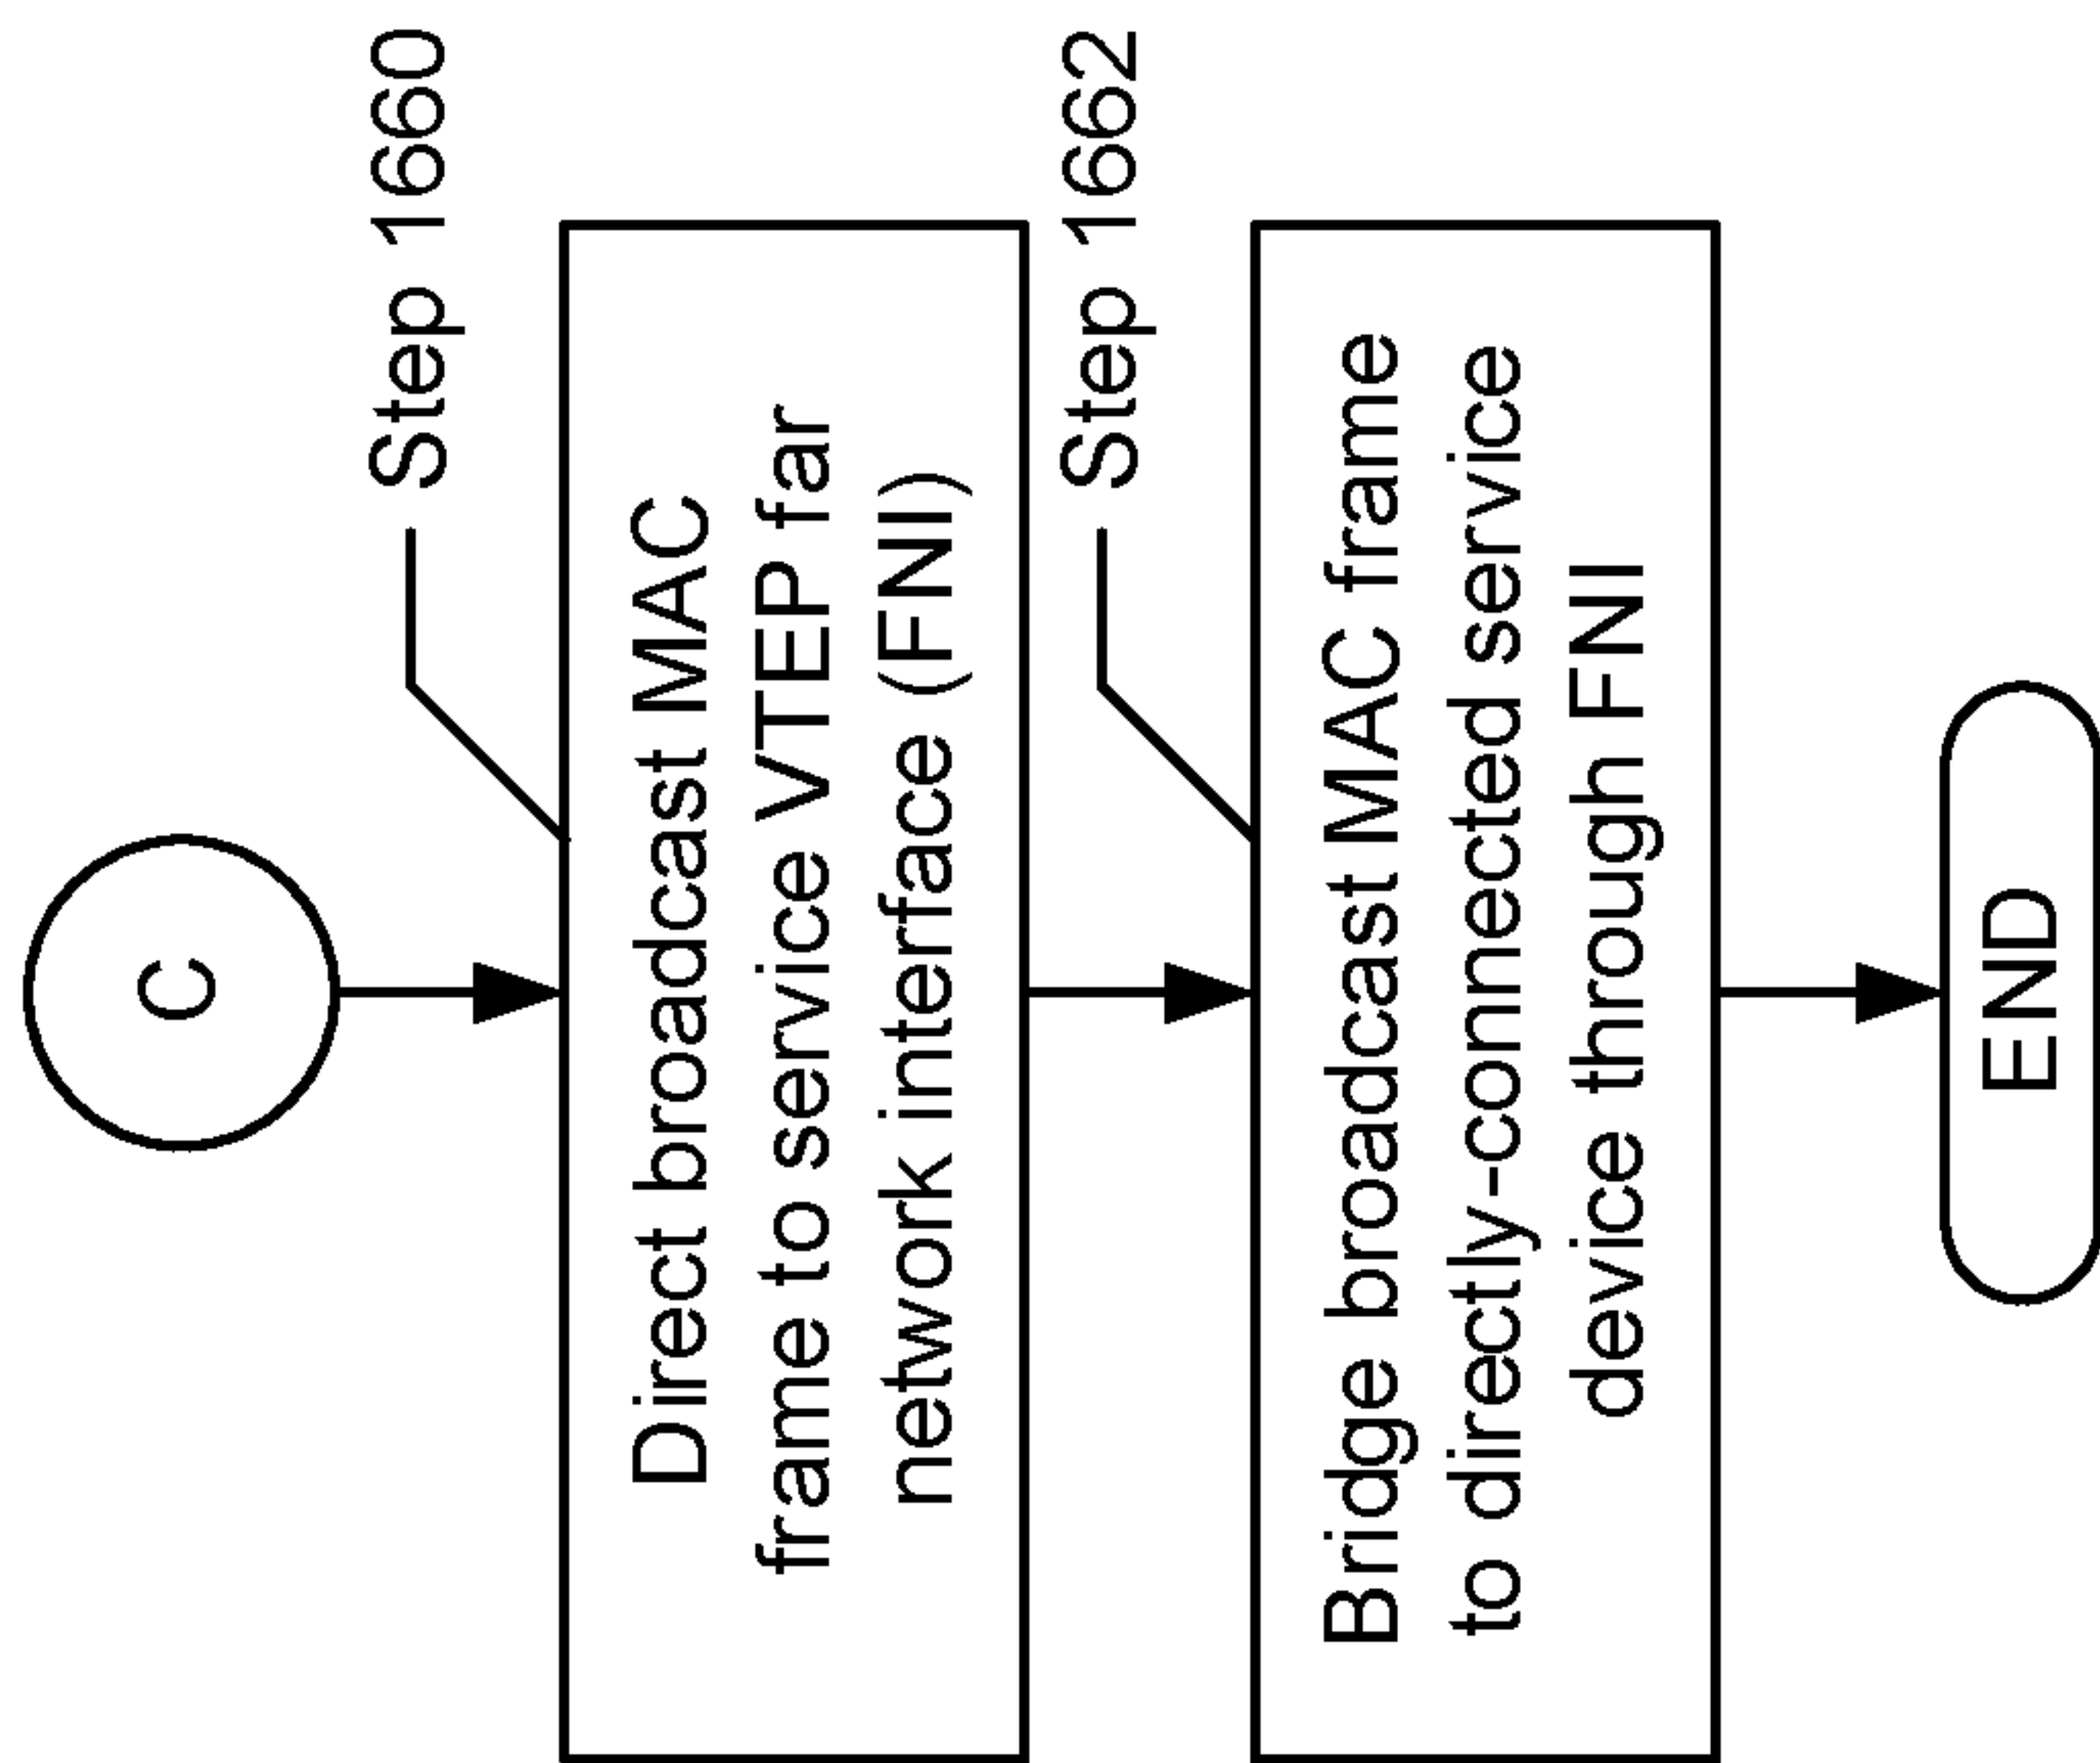 C
Step 1660
Direct broadcast MAC
frame to service VTEP far
network interface (FNI)
Step 1662
Bridge broadcast MAC frame
to directly-connected service
device through FNI
END